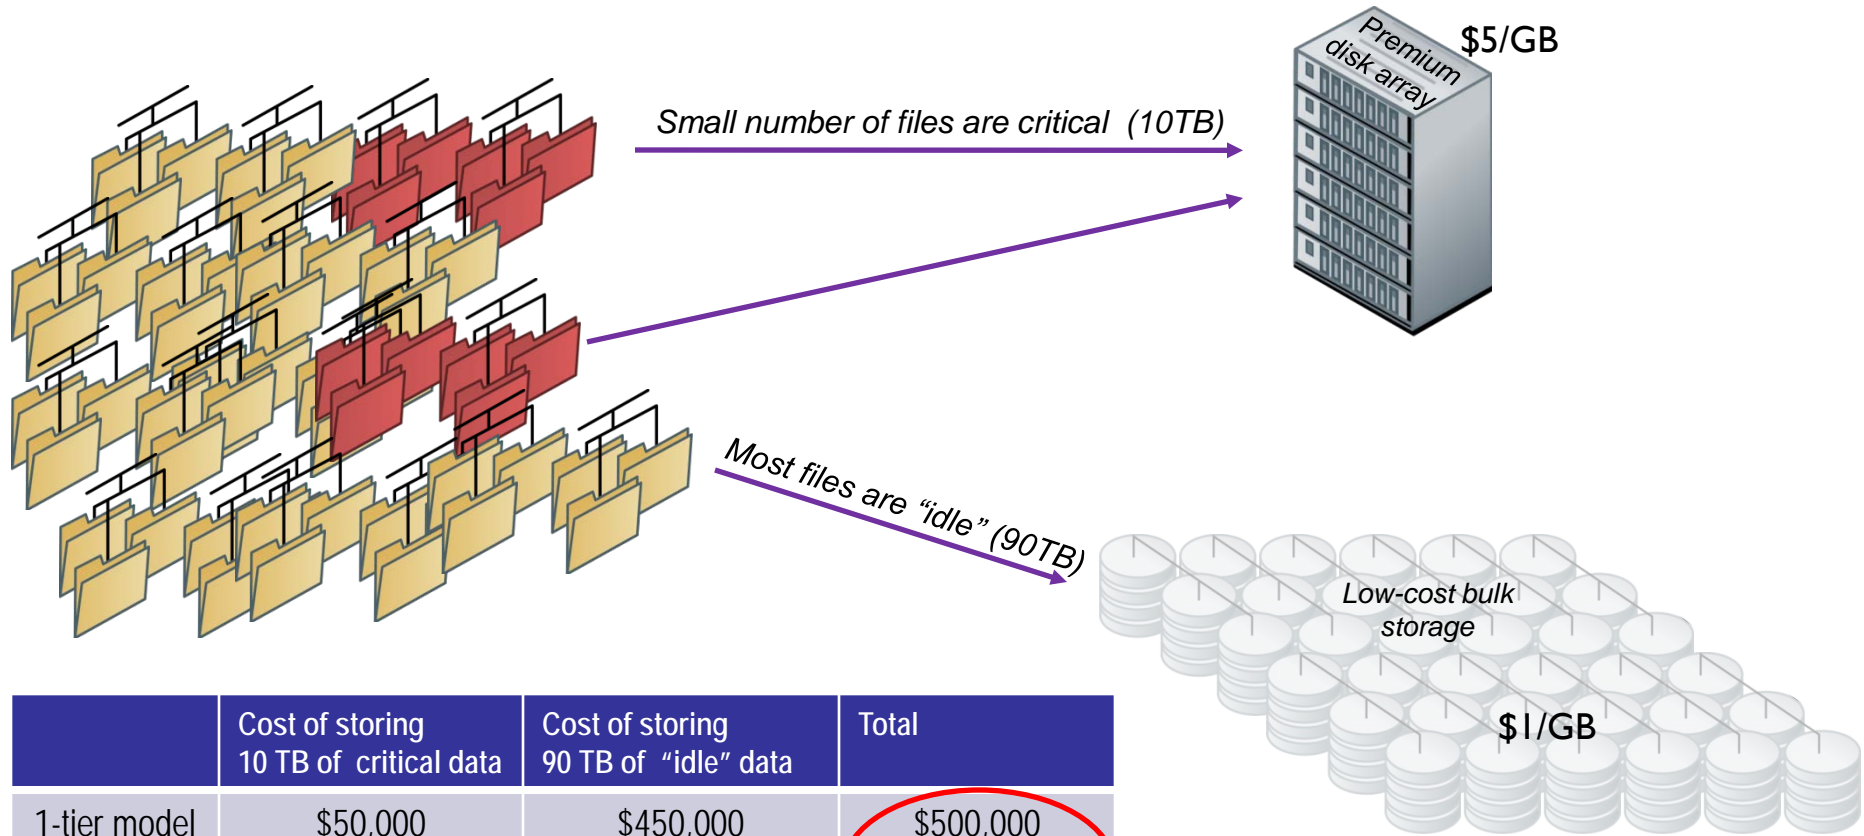 Premium
disk array
$5/GB
Small number of files are critical (10TB)
Most files are “idle” (90TB)
Low-cost bulk
storage
$1/GB
Cost of storing
10 TB of critical data
Cost of storing
90 TB of “idle” data
Total
1-tier model
$50,000
$450,000
$500,000